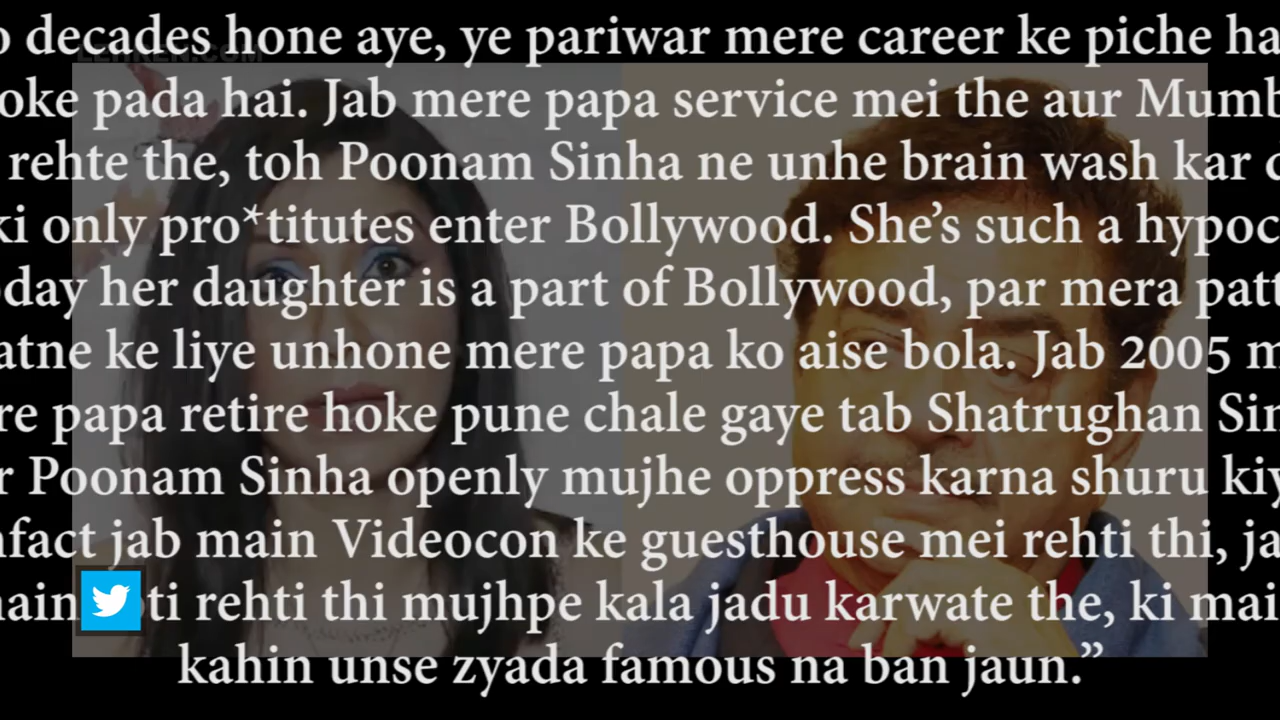 LEHREN.COM
decades hone aye, ye pariwar mere career ke piche
pada hai. Jab mere papa service mei the aur
rehte the, toh Poonam Sinha ne unhe brain wash kar
ki only pro*titutes enter Bollywood. She's such a
her daughter is a part of Bollywood, par mera
ke liye unhone mere papa ko aise bola. Jab 2005
papa retire hoke pune chale gaye tab Shatrughan
Poonam Sinha openly mujhe oppress karna shuru
jab main Videocon ke guesthouse mei rehti thi,
rehti thi mujhpe kala jadu karwate the, ki
kahin unse zyada famous na ban jaun.”